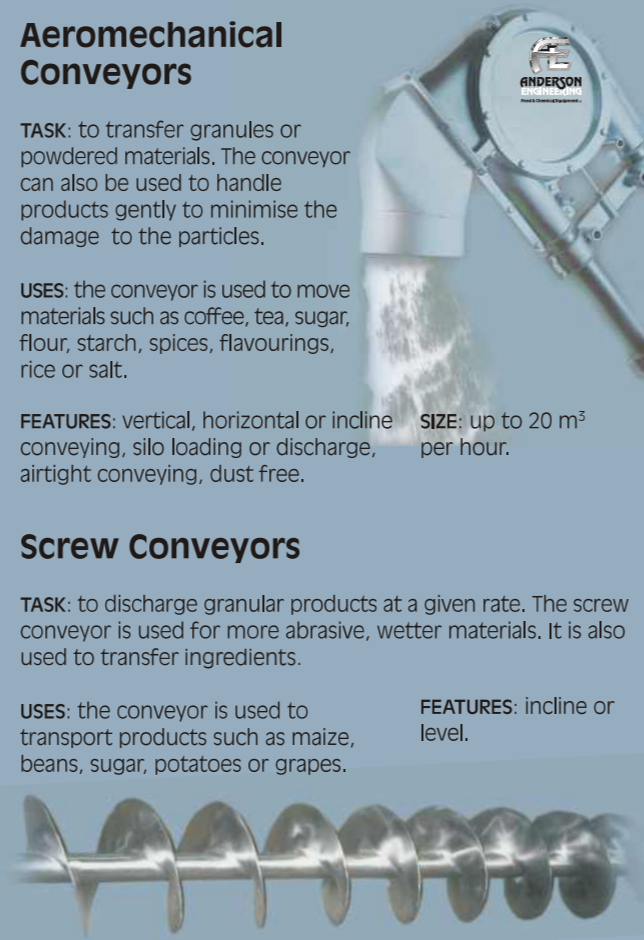 Aeromechanical
Conveyors
ANDERSON
ENGINEERING
Food & Chemical Equipment
TASK: to transfer granules or
powdered materials. The conveyor
can also be used to handle
products gently to minimise the
damage to the particles.
USES: the conveyor is used to move
materials such as coffee, tea, sugar,
flour, starch, spices, flavourings,
rice or salt.
FEATURES: vertical, horizontal or incline
conveying, silo loading or discharge,
airtight conveying, dust free.
SIZE: up to 20 m³
per hour.
Screw Conveyors
TASK: to discharge granular products at a given rate. The screw
conveyor is used for more abrasive, wetter materials. It is also
used to transfer ingredients.
USES: the conveyor is used to
transport products such as maize,
beans, sugar, potatoes or grapes.
FEATURES: incline or
level.